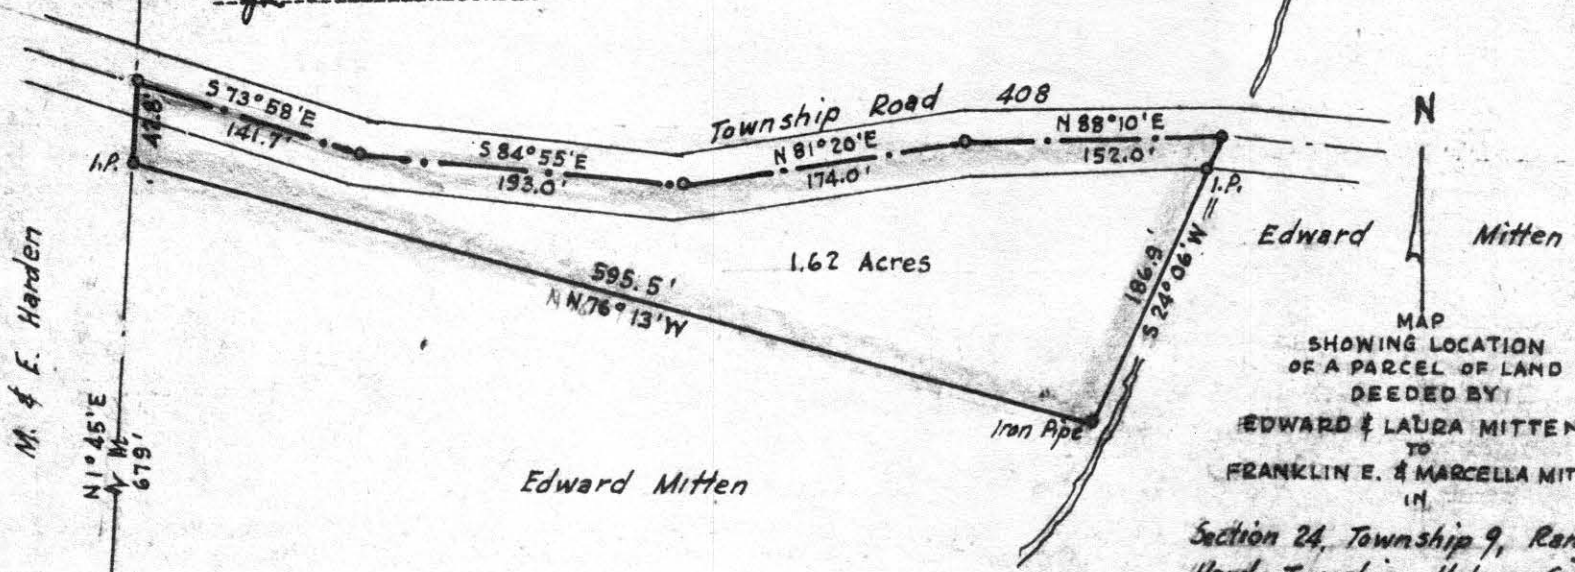 S 73° 58' E
141.7'
47.8'
I.P.
S 84° 55' E
193.0'
Township Road 408
N 81° 20' E
174.0'
N 88° 10' E
152.0'
I.P.
N
Edward Mitten
1.62 Acres
186.9'
S 24° 06' W
595.5'
N 76° 13' W
M. & E. Harden
N 1° 45' E
679'
Iron Pipe
Edward Mitten
MAP
SHOWING LOCATION
OF A PARCEL OF LAND
DEEDED BY
EDWARD & LAURA MITTEN
TO
FRANKLIN E. & MARCELLA MIT
IN
Section 24, Township 9, Ran